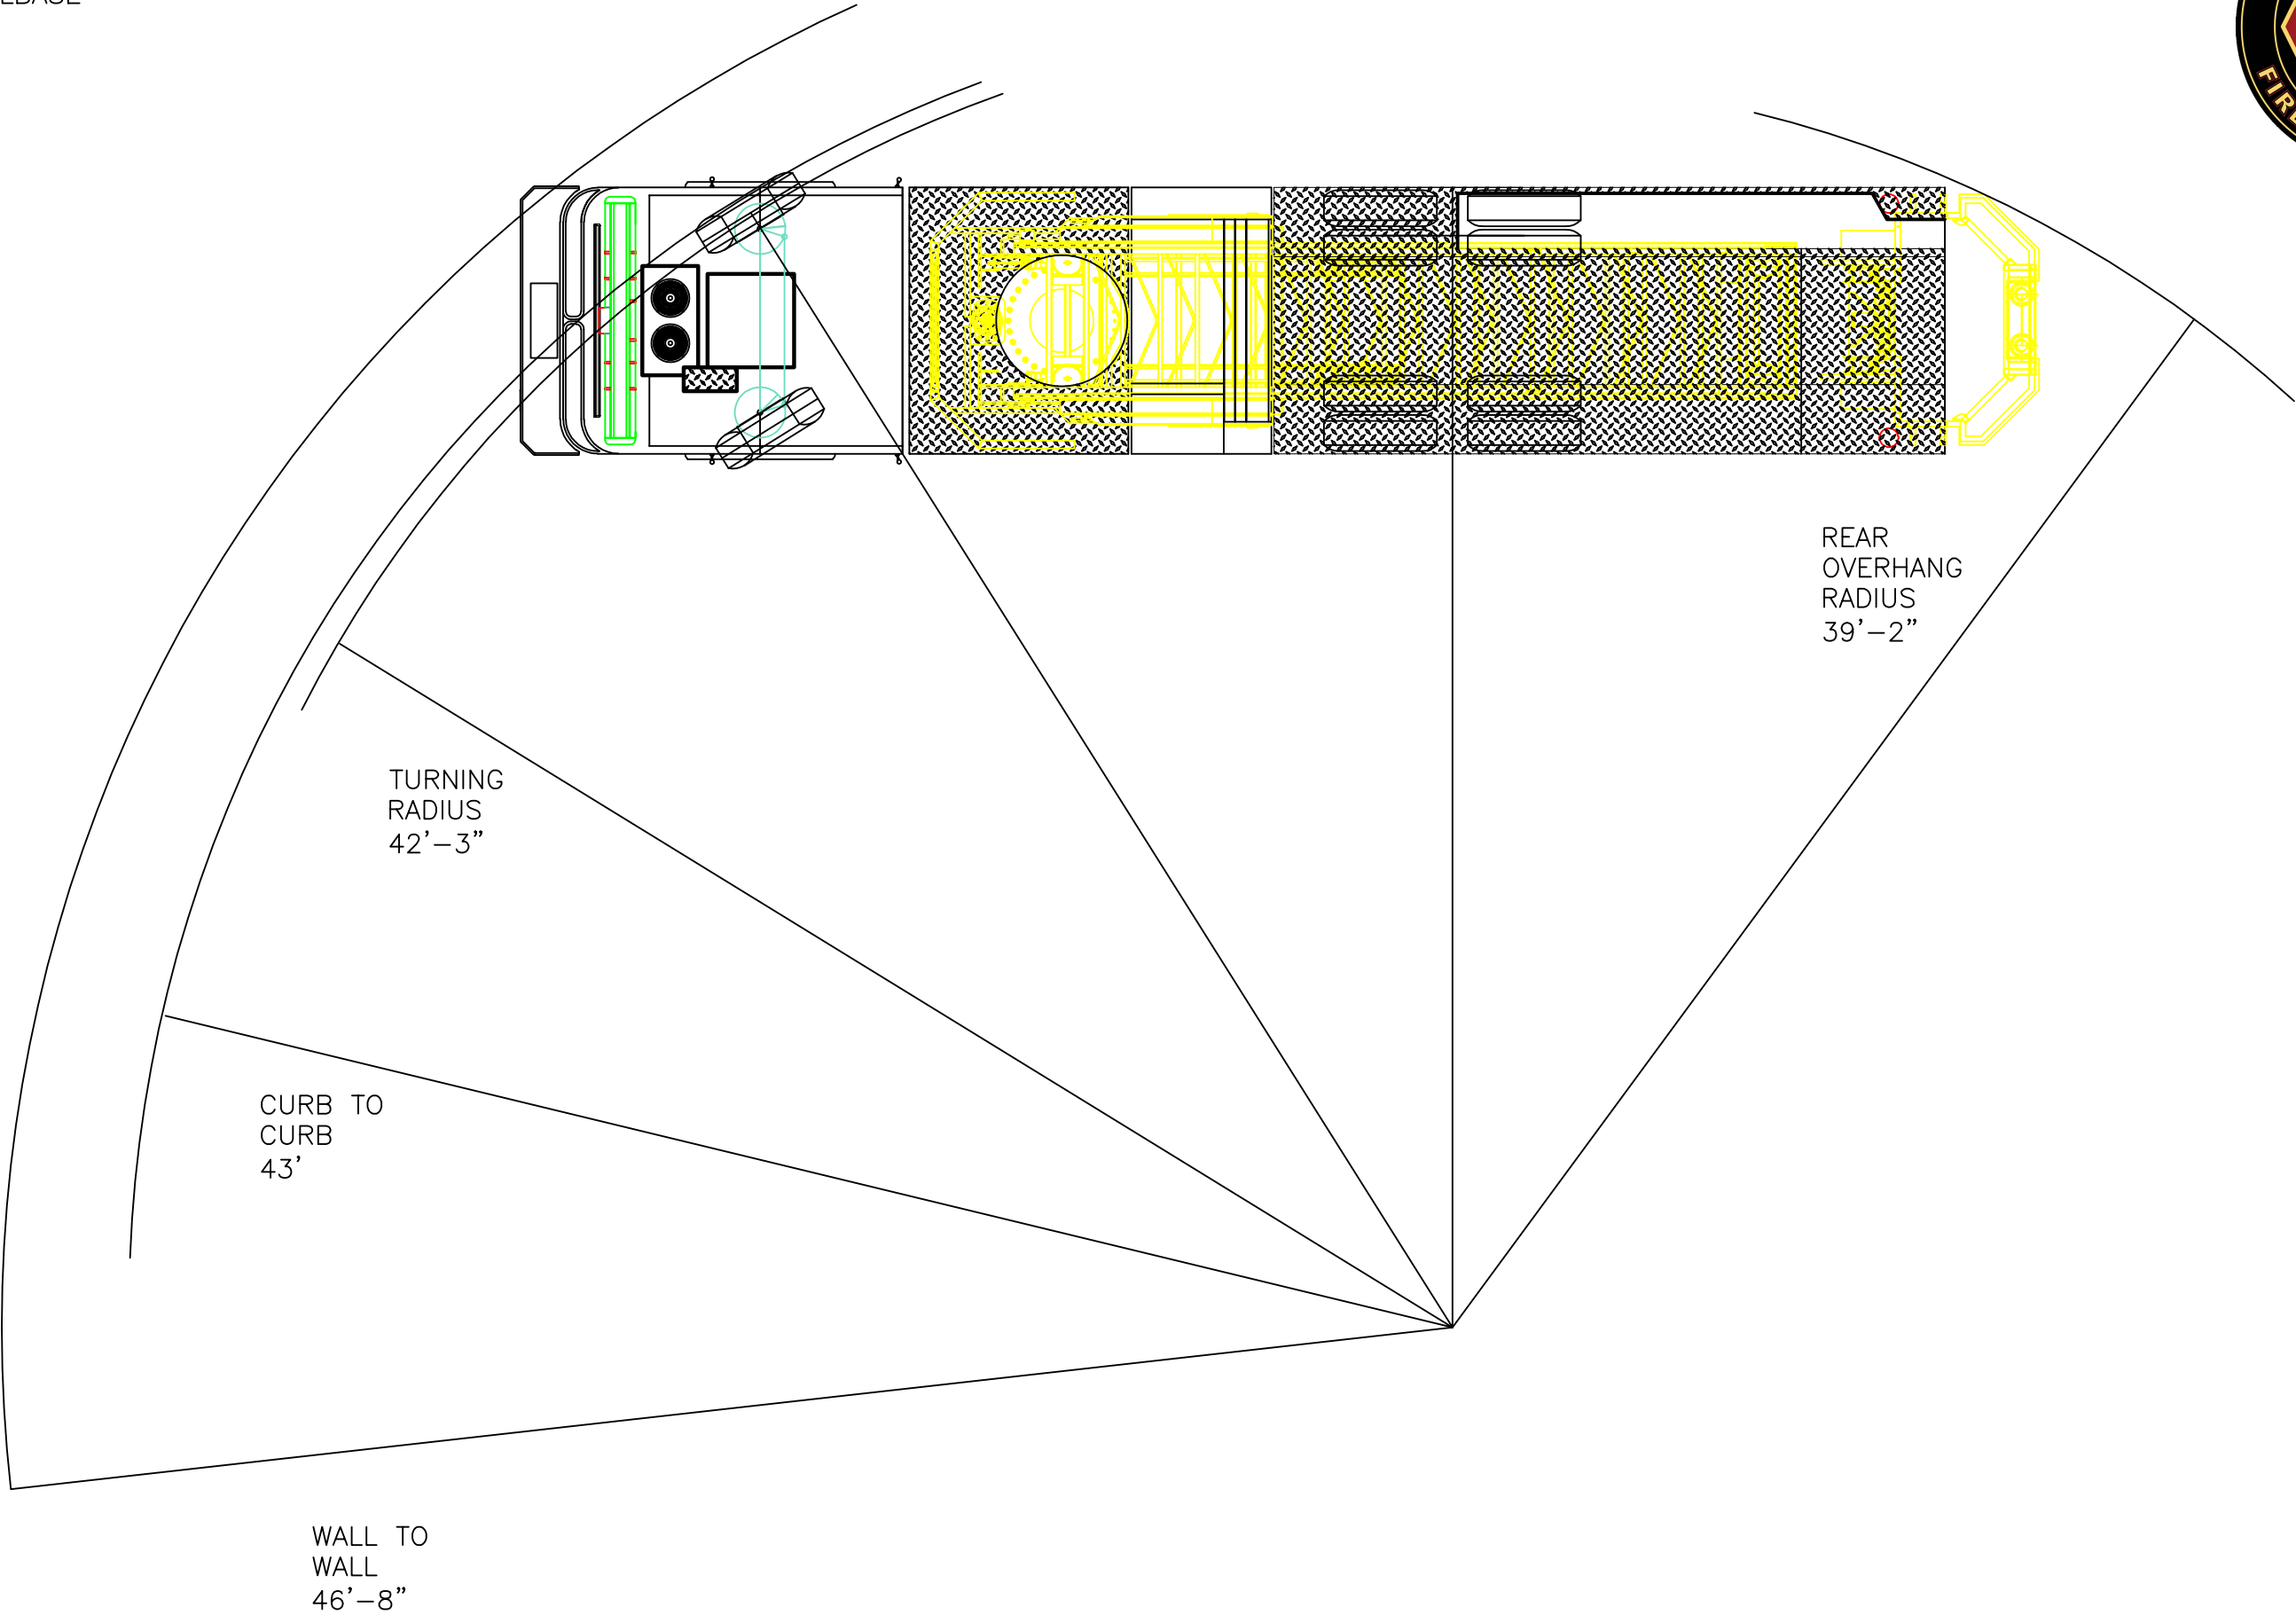 REAR
OVERHANG
RADIUS
39'-2"
TURNING
RADIUS
42'-3"
CURB TO
CURB
43'
WALL TO
WALL
46'-8"